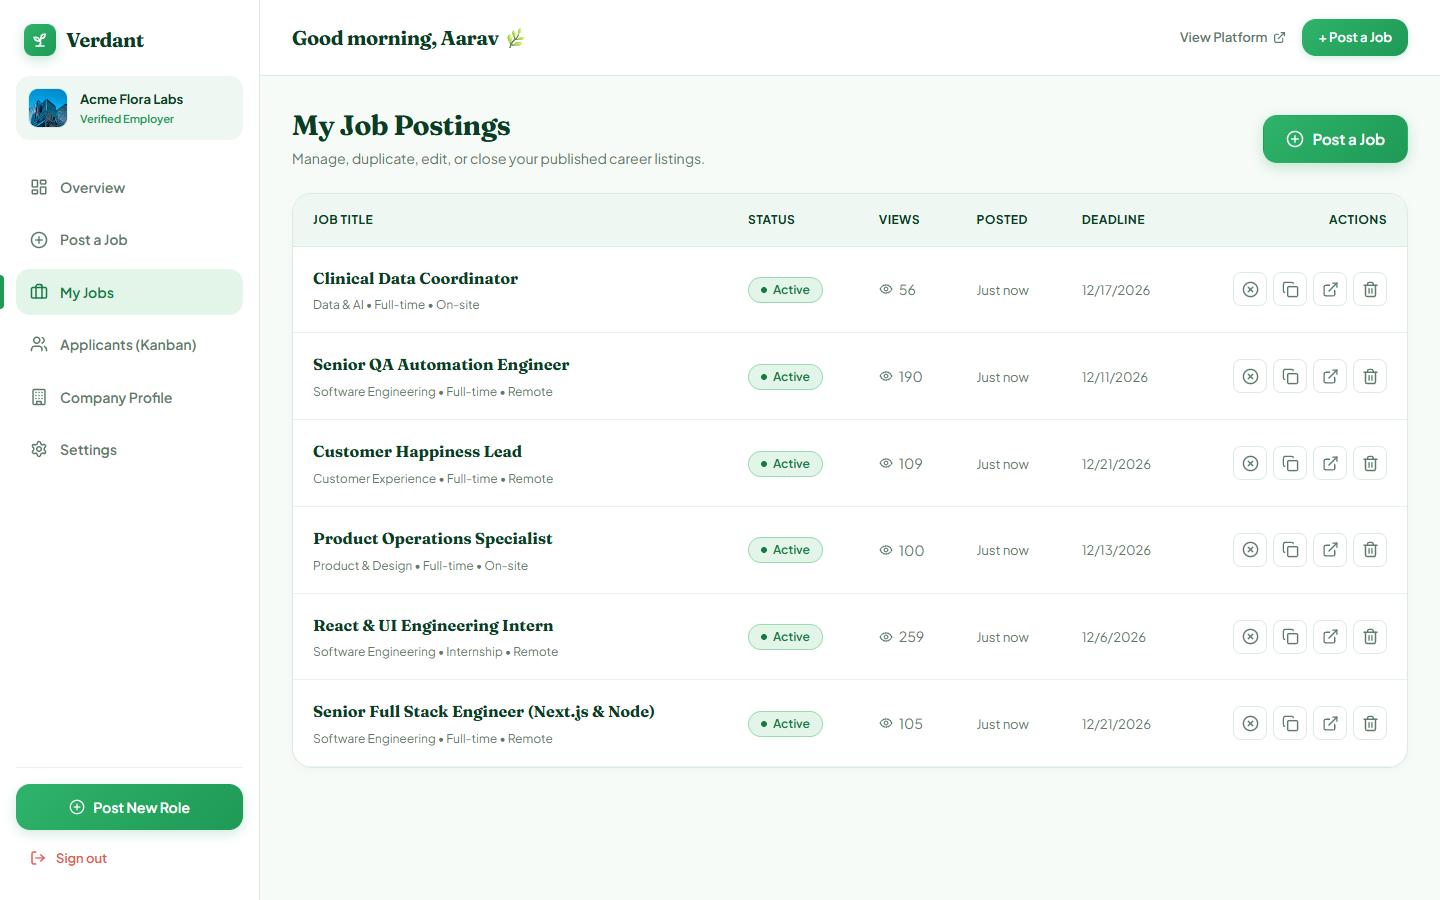 Verdant
Acme Flora Labs
Verified Employer
Overview
Post a Job
My Jobs
Applicants (Kanban)
Company Profile
Settings
Post New Role
Sign out
Good morning, Aarav 🌿
View Platform
+ Post a Job
My Job Postings
Manage, duplicate, edit, or close your published career listings.
Post a Job
JOB TITLE STATUS VIEWS POSTED DEADLINE ACTIONS
Clinical Data Coordinator
Data & AI • Full-time • On-site
Active 56 Just now 12/17/2026
Senior QA Automation Engineer
Software Engineering • Full-time • Remote
Active 190 Just now 12/11/2026
Customer Happiness Lead
Customer Experience • Full-time • Remote
Active 109 Just now 12/21/2026
Product Operations Specialist
Product & Design • Full-time • On-site
Active 100 Just now 12/13/2026
React & UI Engineering Intern
Software Engineering • Internship • Remote
Active 259 Just now 12/6/2026
Senior Full Stack Engineer (Next.js & Node)
Software Engineering • Full-time • Remote
Active 105 Just now 12/21/2026